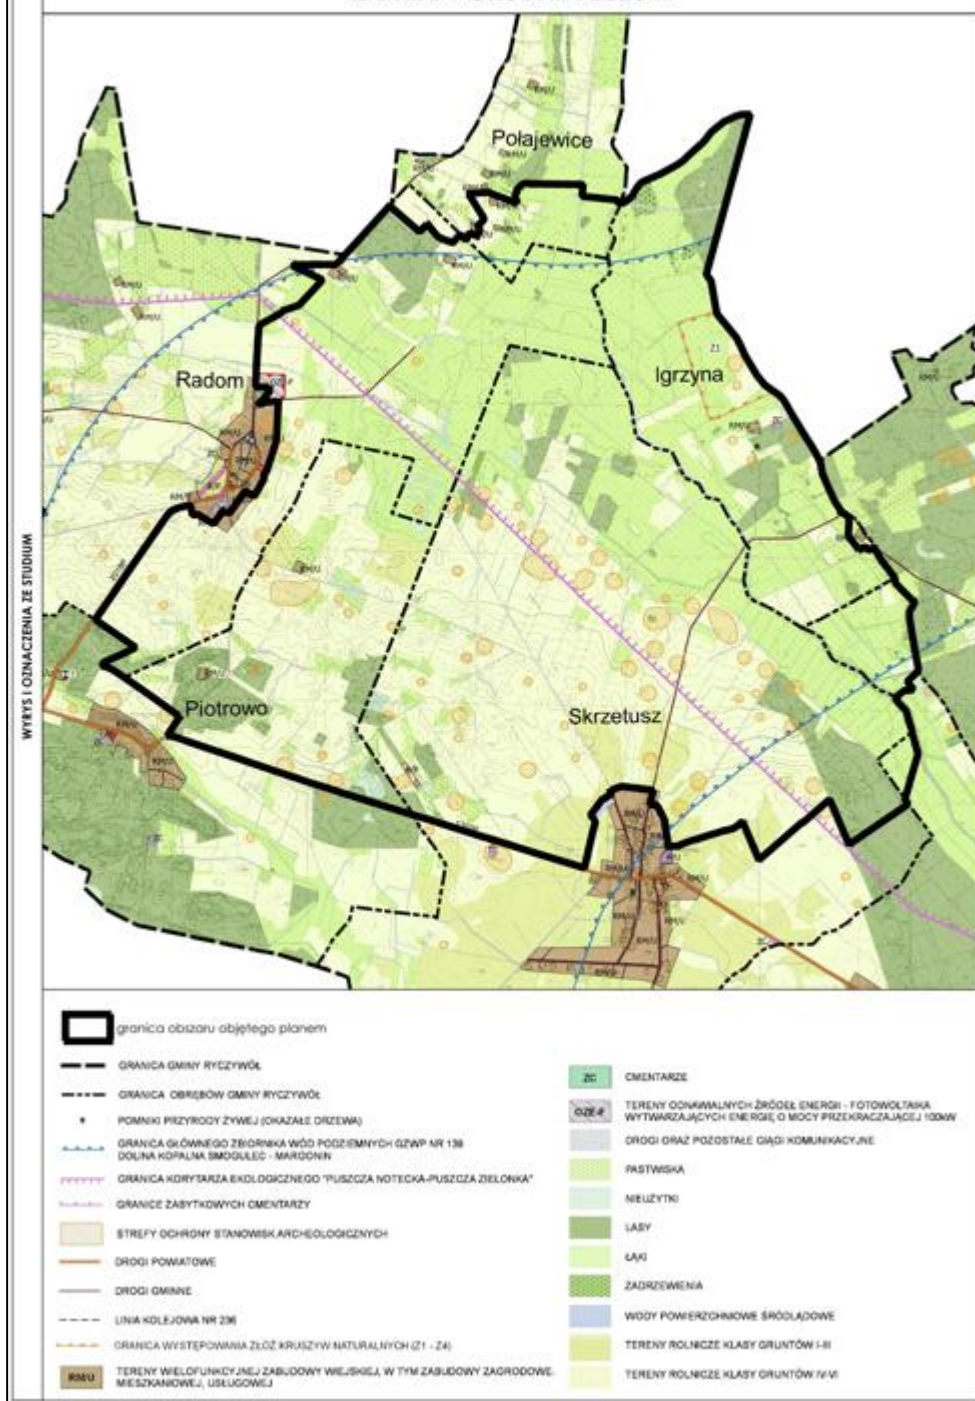 WYRYS I OZNACZENIA ZE STUDIUM
Połajewice
Radom
Igrzyna
Z1
Piotrowo
Skrzetusz
RM/U
granica obszaru objętego planem
GRANICA GMINY RYCZYWÓŁ
GRANICA OBRĘBÓW GMINY RYCZYWÓŁ
POMNIKI PRZYRODY ŻYWEJ (OKAZAŁE DRZEWA)
GRANICA GŁÓWNEGO ZBIORNIKA WÓD PODZIEMNYCH GZWP NR 139
DOLINA KOPALNA SMOGULEC - MARGONIN
GRANICA KORYTARZA EKOLOGICZNEGO "PUSZCZA NOTECKA-PUSZCZA ZIELONKA"
GRANICE ZABYTKOWYCH CMENTARZY
STREFY OCHRONY STANOWISK ARCHEOLOGICZNYCH
DROGI POWIATOWE
DROGI GMINNE
LINIA KOLEJOWA NR 236
GRANICA WYSTĘPOWANIA ZŁÓŻ KRUSZYW NATURALNYCH (Z1 - Z4)
RM/U TERENY WIELOFUNKCYJNEJ ZABUDOWY WIEJSKIEJ, W TYM ZABUDOWY ZAGRODOWE,
MIESZKANIOWEJ, USŁUGOWEJ
ZC CMENTARZE
OZE-F TERENY ODNAWIALNYCH ŹRÓDEŁ ENERGII - FOTOWOLTAIKA
WYTWARZAJĄCYCH ENERGIĘ O MOCY PRZEKRACZAJĄCEJ 100kW
DROGI ORAZ POZOSTAŁE CIĄGI KOMUNIKACYJNE
PASTWISKA
NIEUŻYTKI
LASY
ŁĄKI
ZADRZEWIENIA
WODY POWIERZCHNIOWE ŚRÓDLĄDOWE
TERENY ROLNICZE KLASY GRUNTÓW I-III
TERENY ROLNICZE KLASY GRUNTÓW IV-VI